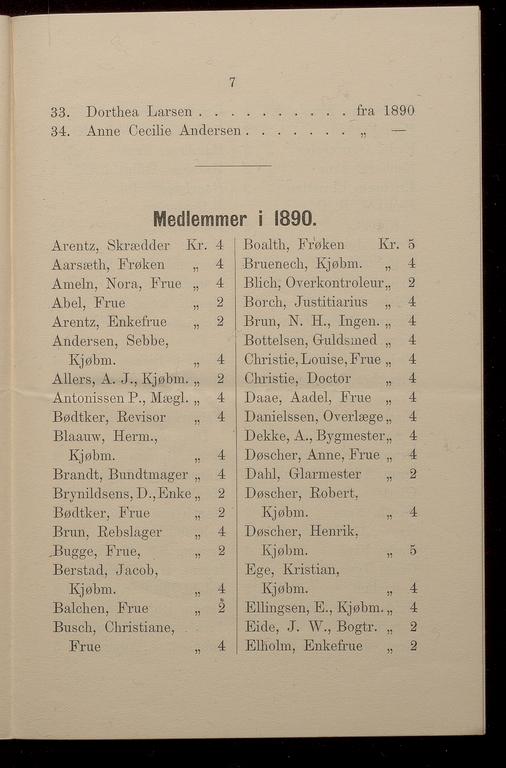 7
33. Dorthea Larsen . . . . . . . . . . . fra 1890
34. Anne Cecilie Andersen . . . . . . . „ —
Medlemmer i 1890.
Arentz, Skrædder Kr. 4
Aarsæth, Frøken „ 4
Ameln, Nora, Frue „ 4
Abel, Frue „ 2
Arentz, Enkefrue „ 2
Andersen, Sebbe,
Kjøbm. „ 4
Allers, A. J., Kjøbm. „ 2
Antonissen P., Mægl. „ 4
Bødtker, Revisor „ 4
Blaauw, Herm.,
Kjøbm. „ 4
Brandt, Bundtmager „ 4
Brynildsens, D., Enke „ 2
Bødtker, Frue „ 2
Brun, Rebslager „ 4
Bugge, Frue, „ 2
Berstad, Jacob,
Kjøbm. „ 4
Balchen, Frue „ 2
Busch, Christiane,
Frue „ 4
Boalth, Frøken Kr. 5
Bruenech, Kjøbm. „ 4
Blich, Overkontroleur „ 2
Borch, Justitiarius „ 4
Brun, N. H., Ingen. „ 4
Bottelsen, Guldsmed „ 4
Christie, Louise, Frue „ 4
Christie, Doctor „ 4
Daae, Aadel, Frue „ 4
Danielssen, Overlæge „ 4
Dekke, A., Bygmester „ 4
Døscher, Anne, Frue „ 4
Dahl, Glarmester „ 2
Døscher, Robert,
Kjøbm. „ 4
Døscher, Henrik,
Kjøbm. „ 5
Ege, Kristian,
Kjøbm. „ 4
Ellingsen, E., Kjøbm. „ 4
Eide, J. W., Bogtr. „ 2
Elholm, Enkefrue „ 2